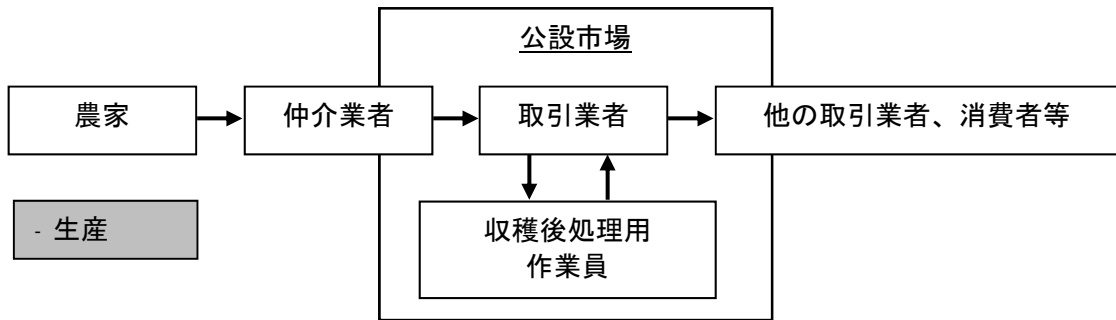 公設市場
農家
仲介業者
取引業者
他の取引業者、消費者等
- 生産
収穫後処理用
作業員